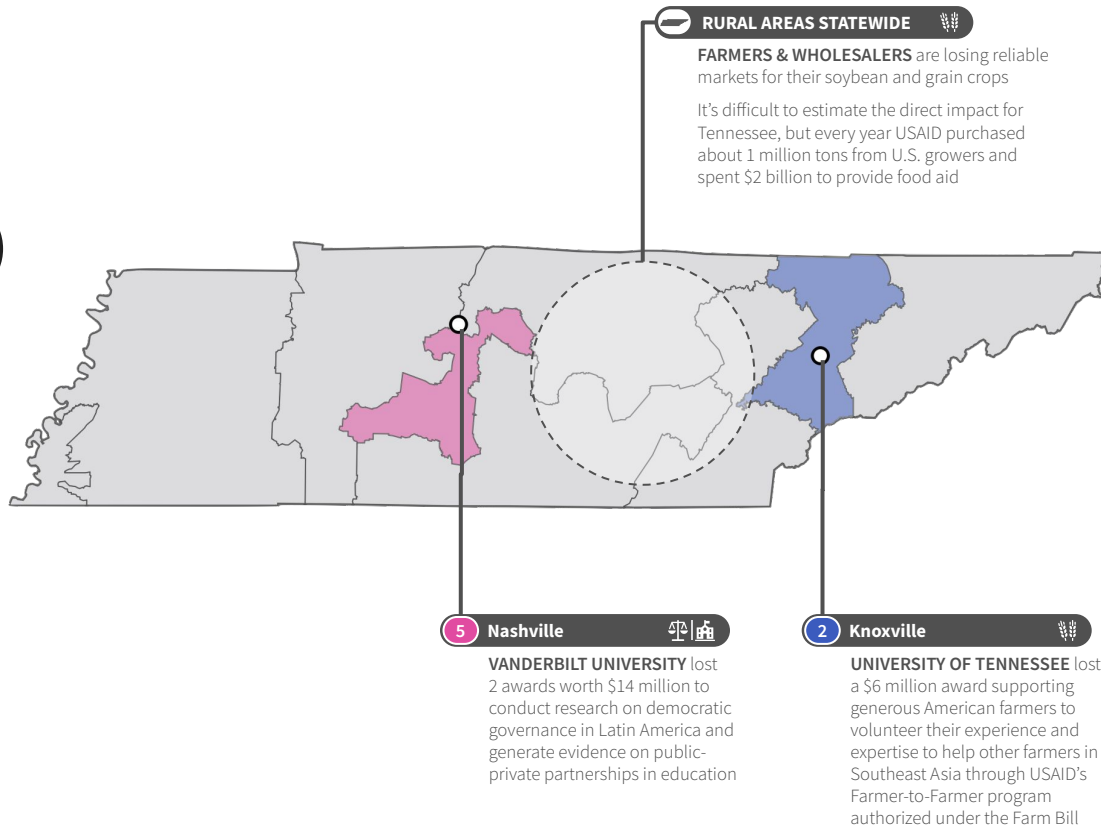 RURAL AREAS STATEWIDE
FARMERS & WHOLESALERS are losing reliable
markets for their soybean and grain crops
It’s difficult to estimate the direct impact for
Tennessee, but every year USAID purchased
about 1 million tons from U.S. growers and
spent $2 billion to provide food aid
5 Nashville
VANDERBILT UNIVERSITY lost
2 awards worth $14 million to
conduct research on democratic
governance in Latin America and
generate evidence on public-
private partnerships in education
2 Knoxville
UNIVERSITY OF TENNESSEE lost
a $6 million award supporting
generous American farmers to
volunteer their experience and
expertise to help other farmers in
Southeast Asia through USAID’s
Farmer-to-Farmer program
authorized under the Farm Bill